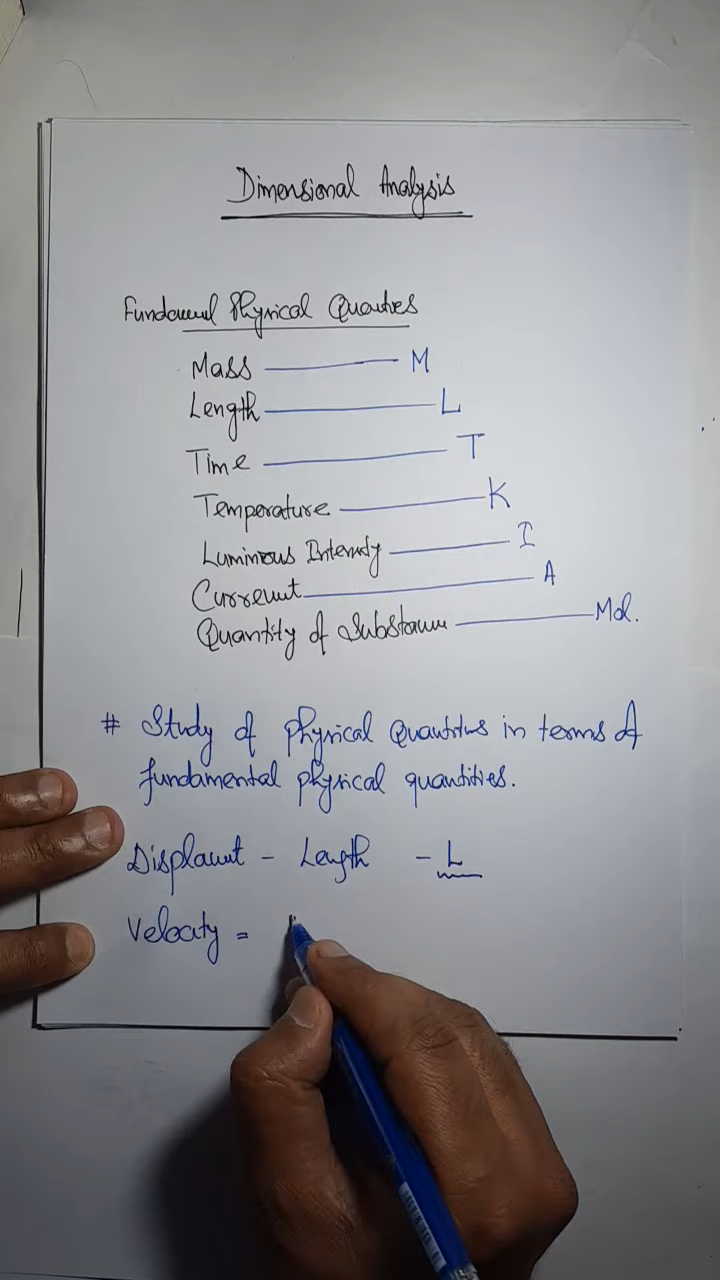 Dimensional Analysis
Fundamental Physical Quantities
Mass — M
Length — L
Time — T
Temperature — K
Luminous Intensity — I
Current — A
Quantity of Substance — Mol.
# Study of physical Quantities in terms of
fundamental physical quantities.
Displacement - Length - L
Velocity =